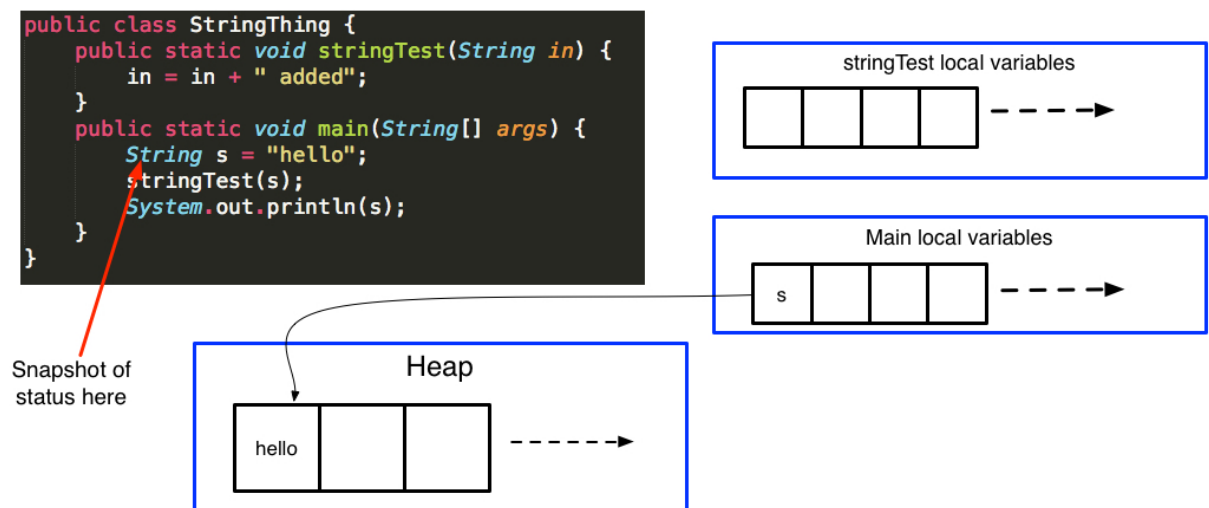 public class StringThing {
    public static void stringTest(String in) {
        in = in + " added";
    }
    public static void main(String[] args) {
        String s = "hello";
        stringTest(s);
        System.out.println(s);
    }
}
stringTest local variables
Main local variables
s
Snapshot of
status here
Heap
hello